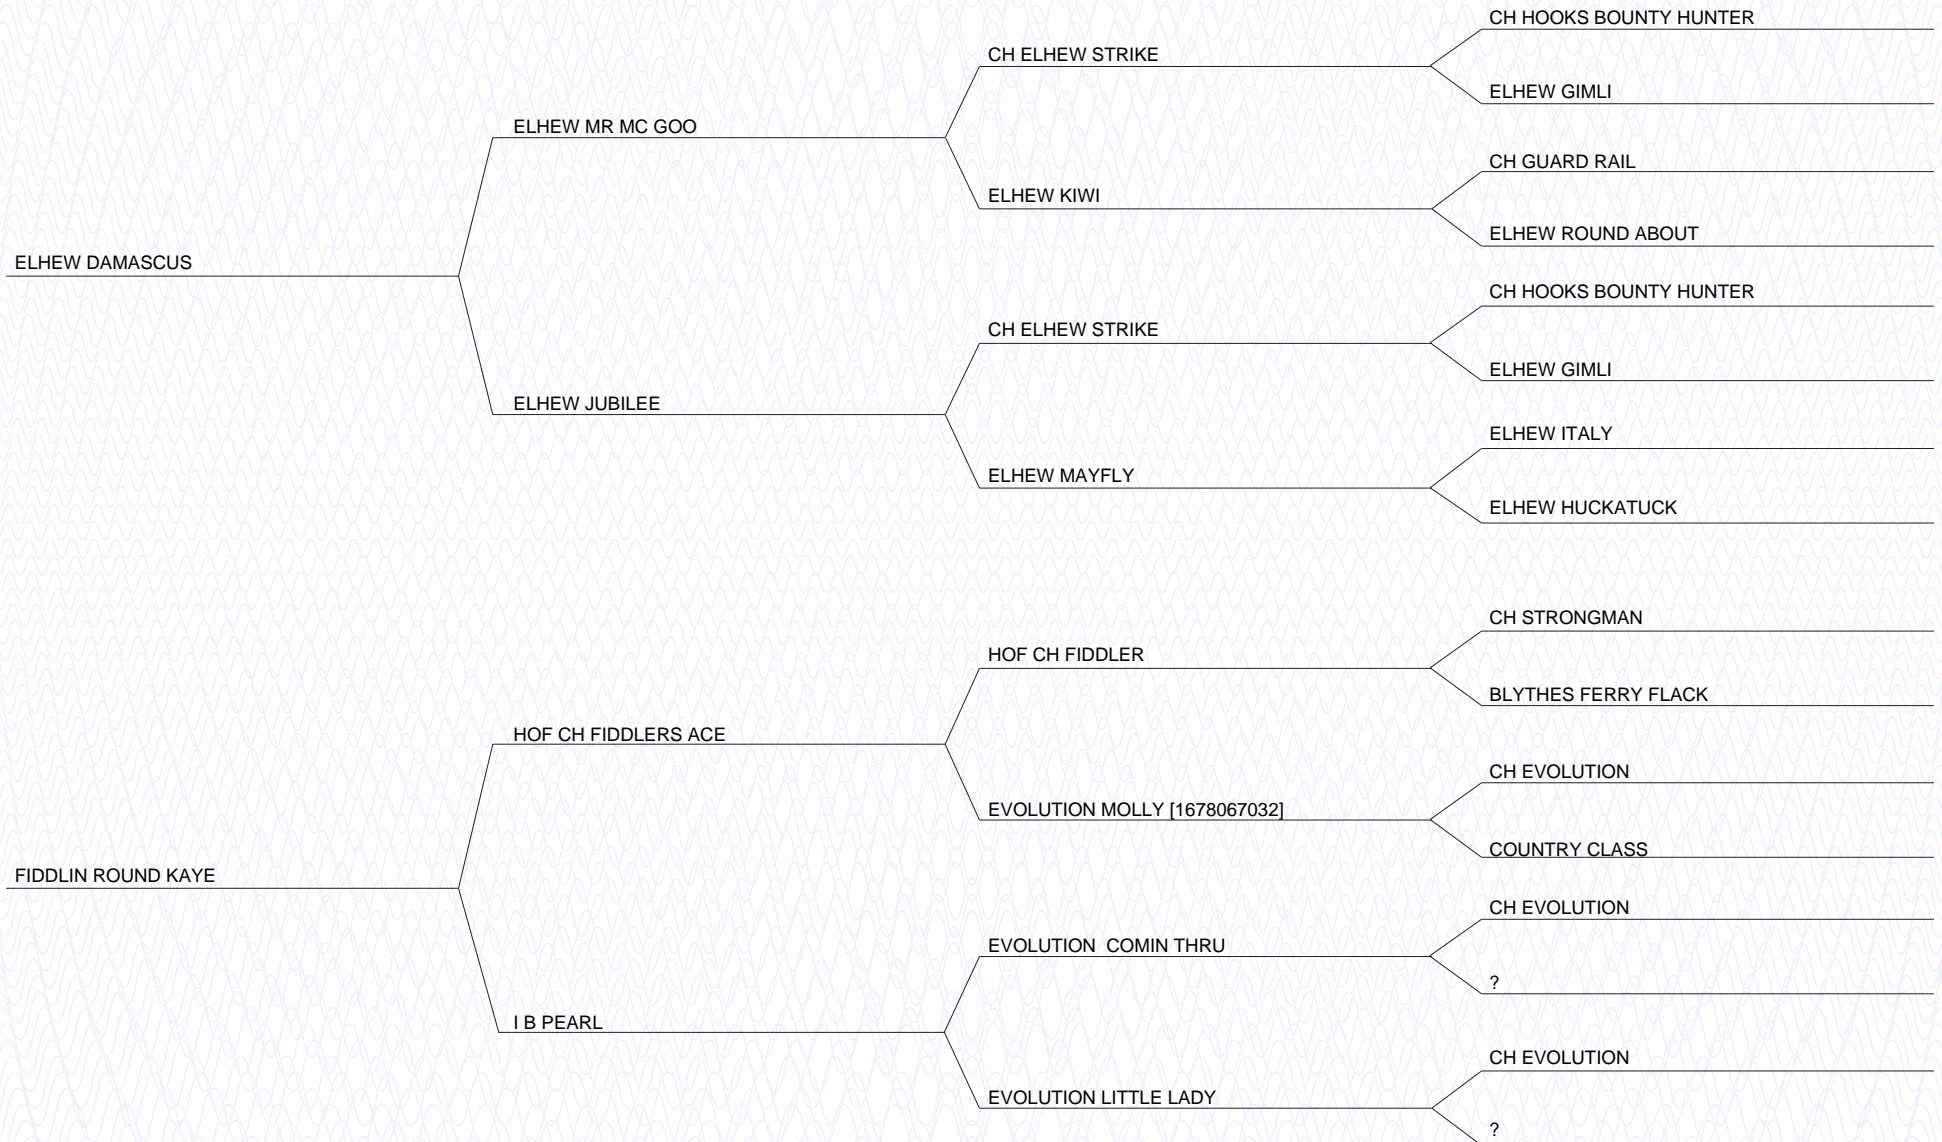 CH HOOKS BOUNTY HUNTER
CH ELHEW STRIKE
ELHEW GIMLI
ELHEW MR MC GOO
CH GUARD RAIL
ELHEW KIWI
ELHEW ROUND ABOUT
ELHEW DAMASCUS
CH HOOKS BOUNTY HUNTER
CH ELHEW STRIKE
ELHEW GIMLI
ELHEW JUBILEE
ELHEW ITALY
ELHEW MAYFLY
ELHEW HUCKATUCK
CH STRONGMAN
HOF CH FIDDLER
BLYTHES FERRY FLACK
HOF CH FIDDLERS ACE
CH EVOLUTION
EVOLUTION MOLLY [1678067032]
COUNTRY CLASS
FIDDLIN ROUND KAYE
CH EVOLUTION
EVOLUTION  COMIN THRU
?
I B PEARL
CH EVOLUTION
EVOLUTION LITTLE LADY
?